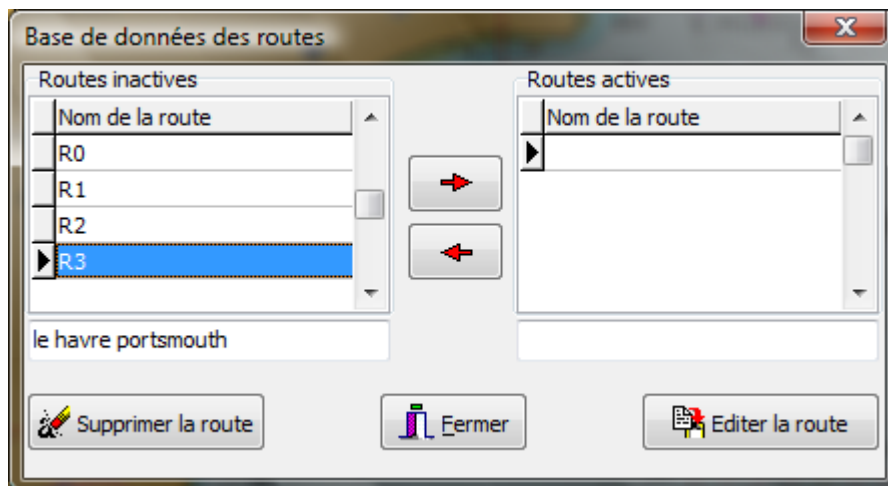 Base de données des routes
Routes inactives
Nom de la route
R0
R1
R2
R3
le havre portsmouth
Routes actives
Nom de la route
Supprimer la route
Fermer
Editer la route